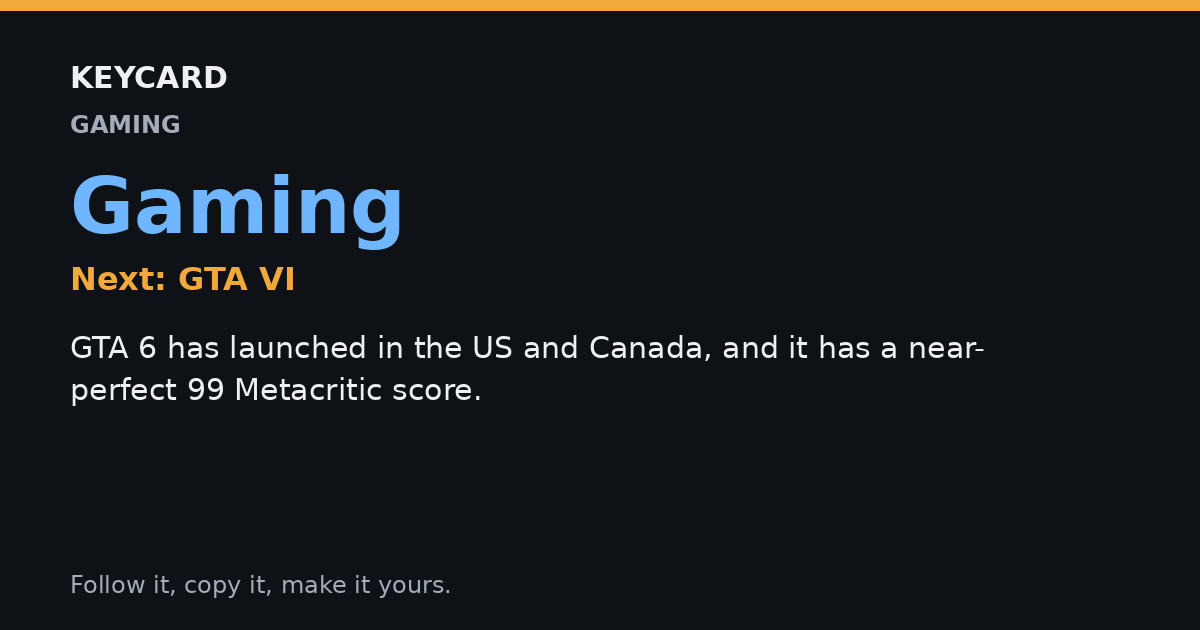 KEYCARD
GAMING
Gaming
Next: GTA VI
GTA 6 has launched in the US and Canada, and it has a near-
perfect 99 Metacritic score.
Follow it, copy it, make it yours.